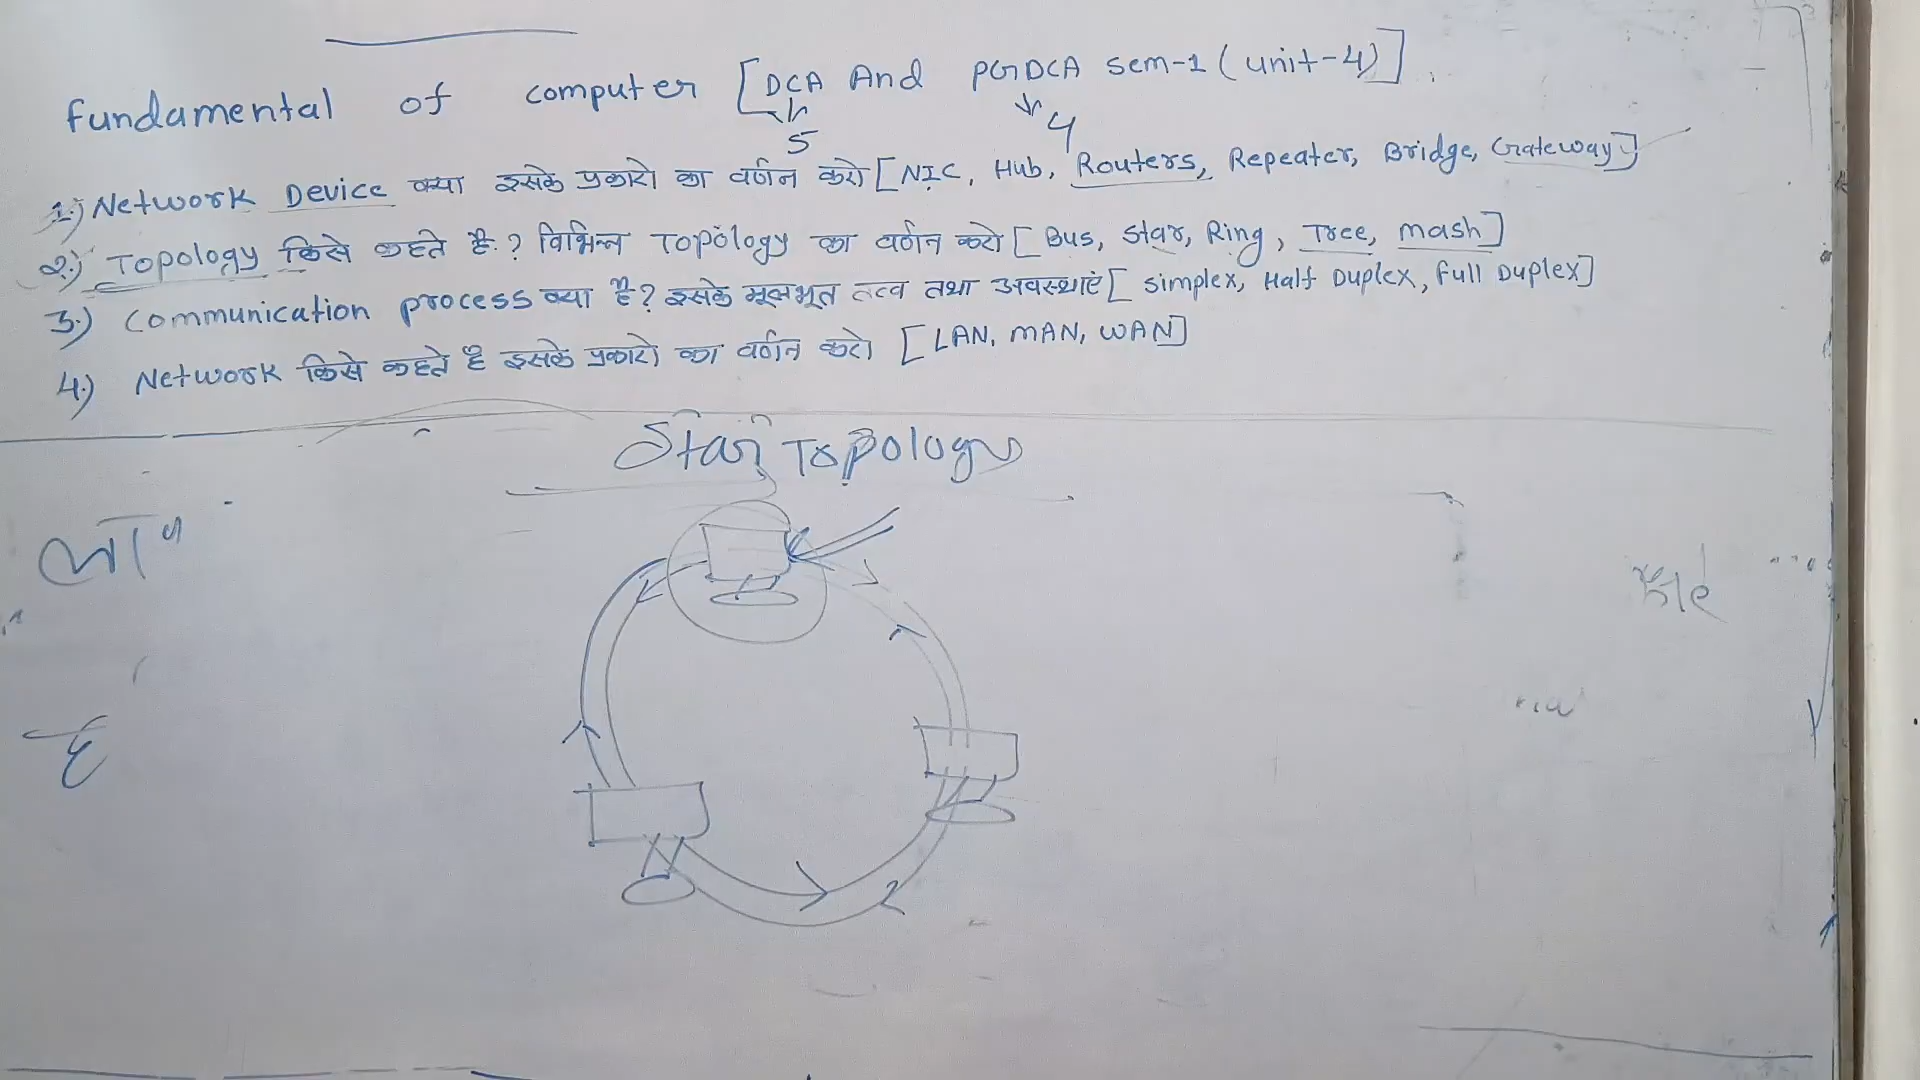 fundamental of computer [DCA And PGDCA sem-1 (unit-4)]
5 4
1.) Network Device क्या इसके प्रकारो का वर्णन करो [NIC, Hub, Routers, Repeater, Bridge, Gateway]
2.) Topology किसे कहते है ? विभिन्न Topology का वर्णन करो [Bus, Star, Ring, Tree, mash]
3.) Communication process क्या है? इसके मूलभूत तत्व तथा अवस्थाएं [simplex, Half Duplex, Full Duplex]
4.) Network किसे कहते है इसके प्रकारो का वर्णन करो [LAN, MAN, WAN]
Star Topology